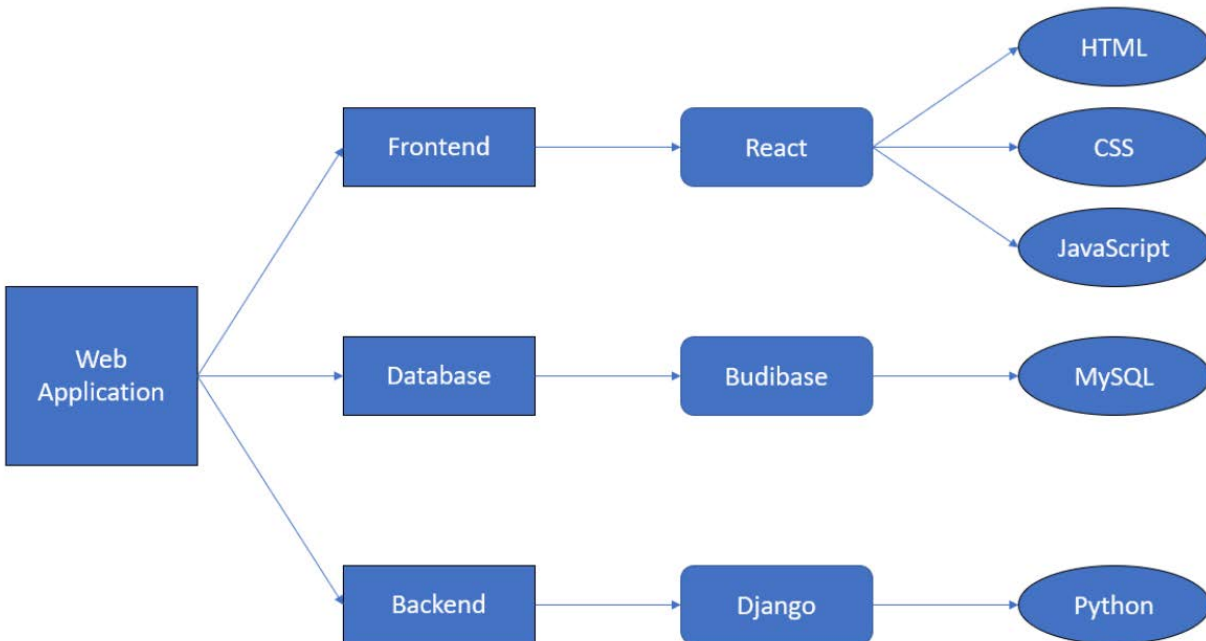 HTML
Frontend
React
CSS
JavaScript
Web
Application
Database
Budibase
MySQL
Backend
Django
Python